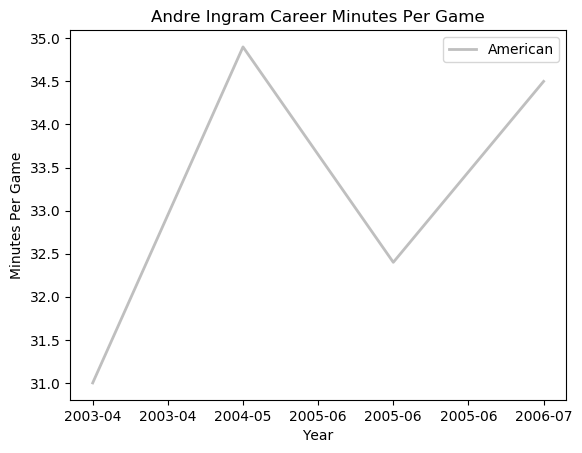 Andre Ingram Career Minutes Per Game
American
35.0
34.5
34.0
33.5
33.0
32.5
32.0
31.5
31.0
Minutes Per Game
2003-04 2003-04 2004-05 2005-06 2005-06 2005-06 2006-07
Year